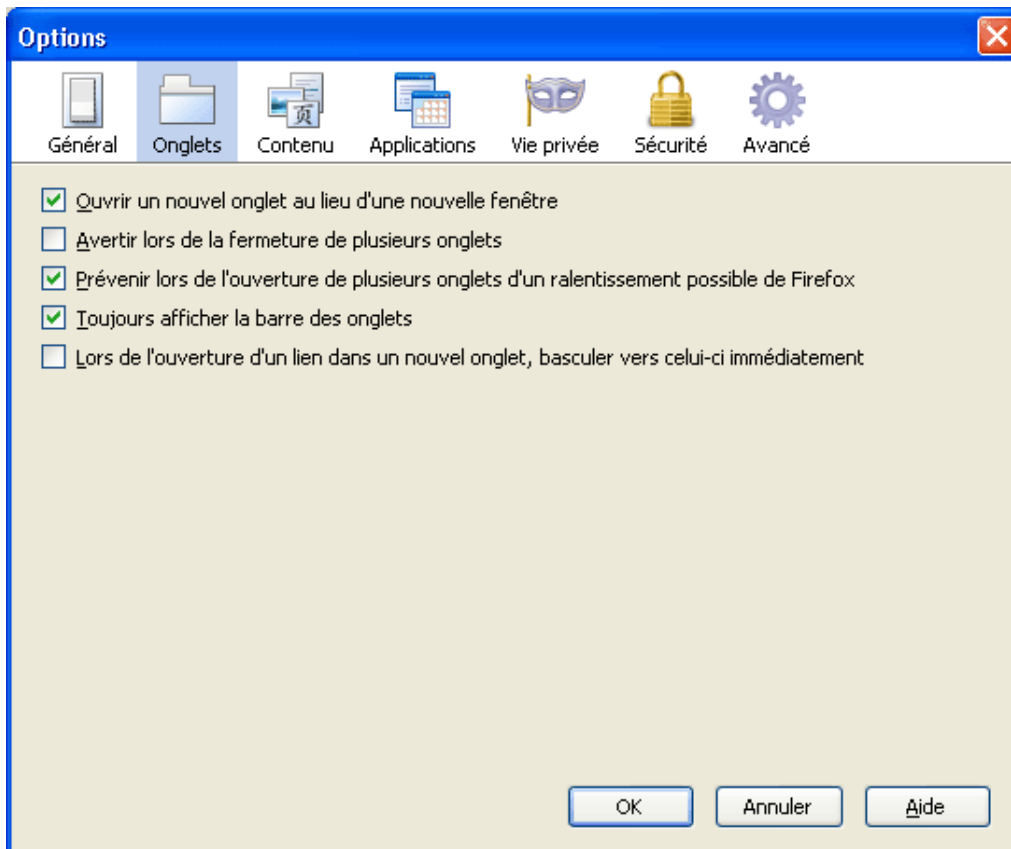 Options
Général Onglets Contenu Applications Vie privée Sécurité Avancé
Ouvrir un nouvel onglet au lieu d'une nouvelle fenêtre
Avertir lors de la fermeture de plusieurs onglets
Prévenir lors de l'ouverture de plusieurs onglets d'un ralentissement possible de Firefox
Toujours afficher la barre des onglets
Lors de l'ouverture d'un lien dans un nouvel onglet, basculer vers celui-ci immédiatement
OK Annuler Aide